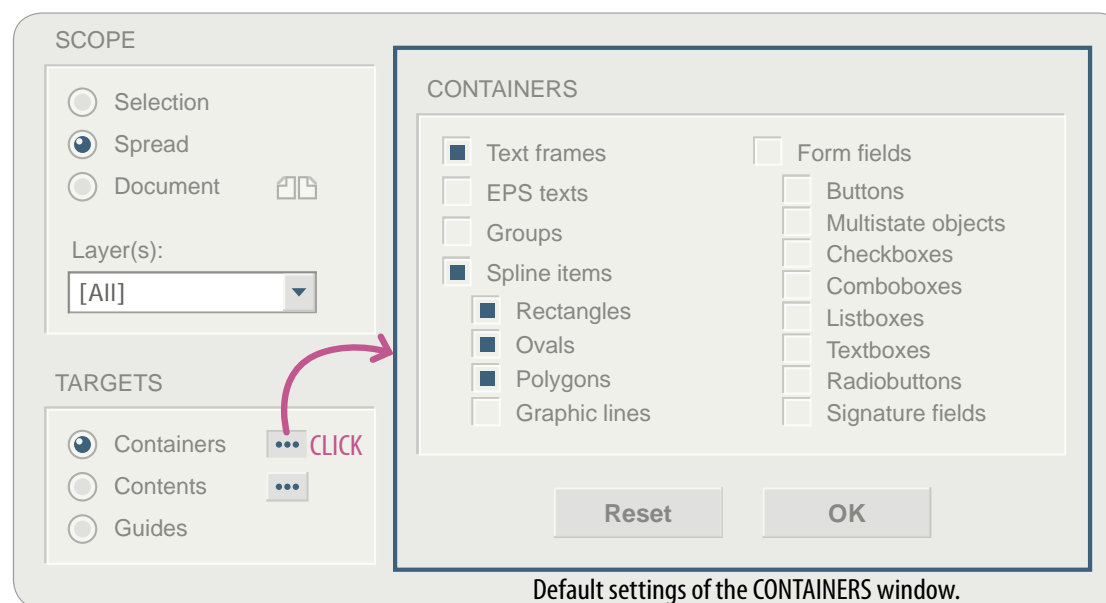 SCOPE
Selection
Spread
Document
Layer(s):
[All]
TARGETS
Containers
CLICK
Contents
Guides
CONTAINERS
Text frames
EPS texts
Groups
Spline items
Rectangles
Ovals
Polygons
Graphic lines
Form fields
Buttons
Multistate objects
Checkboxes
Comboboxes
Listboxes
Textboxes
Radiobuttons
Signature fields
Reset
OK
Default settings of the CONTAINERS window.